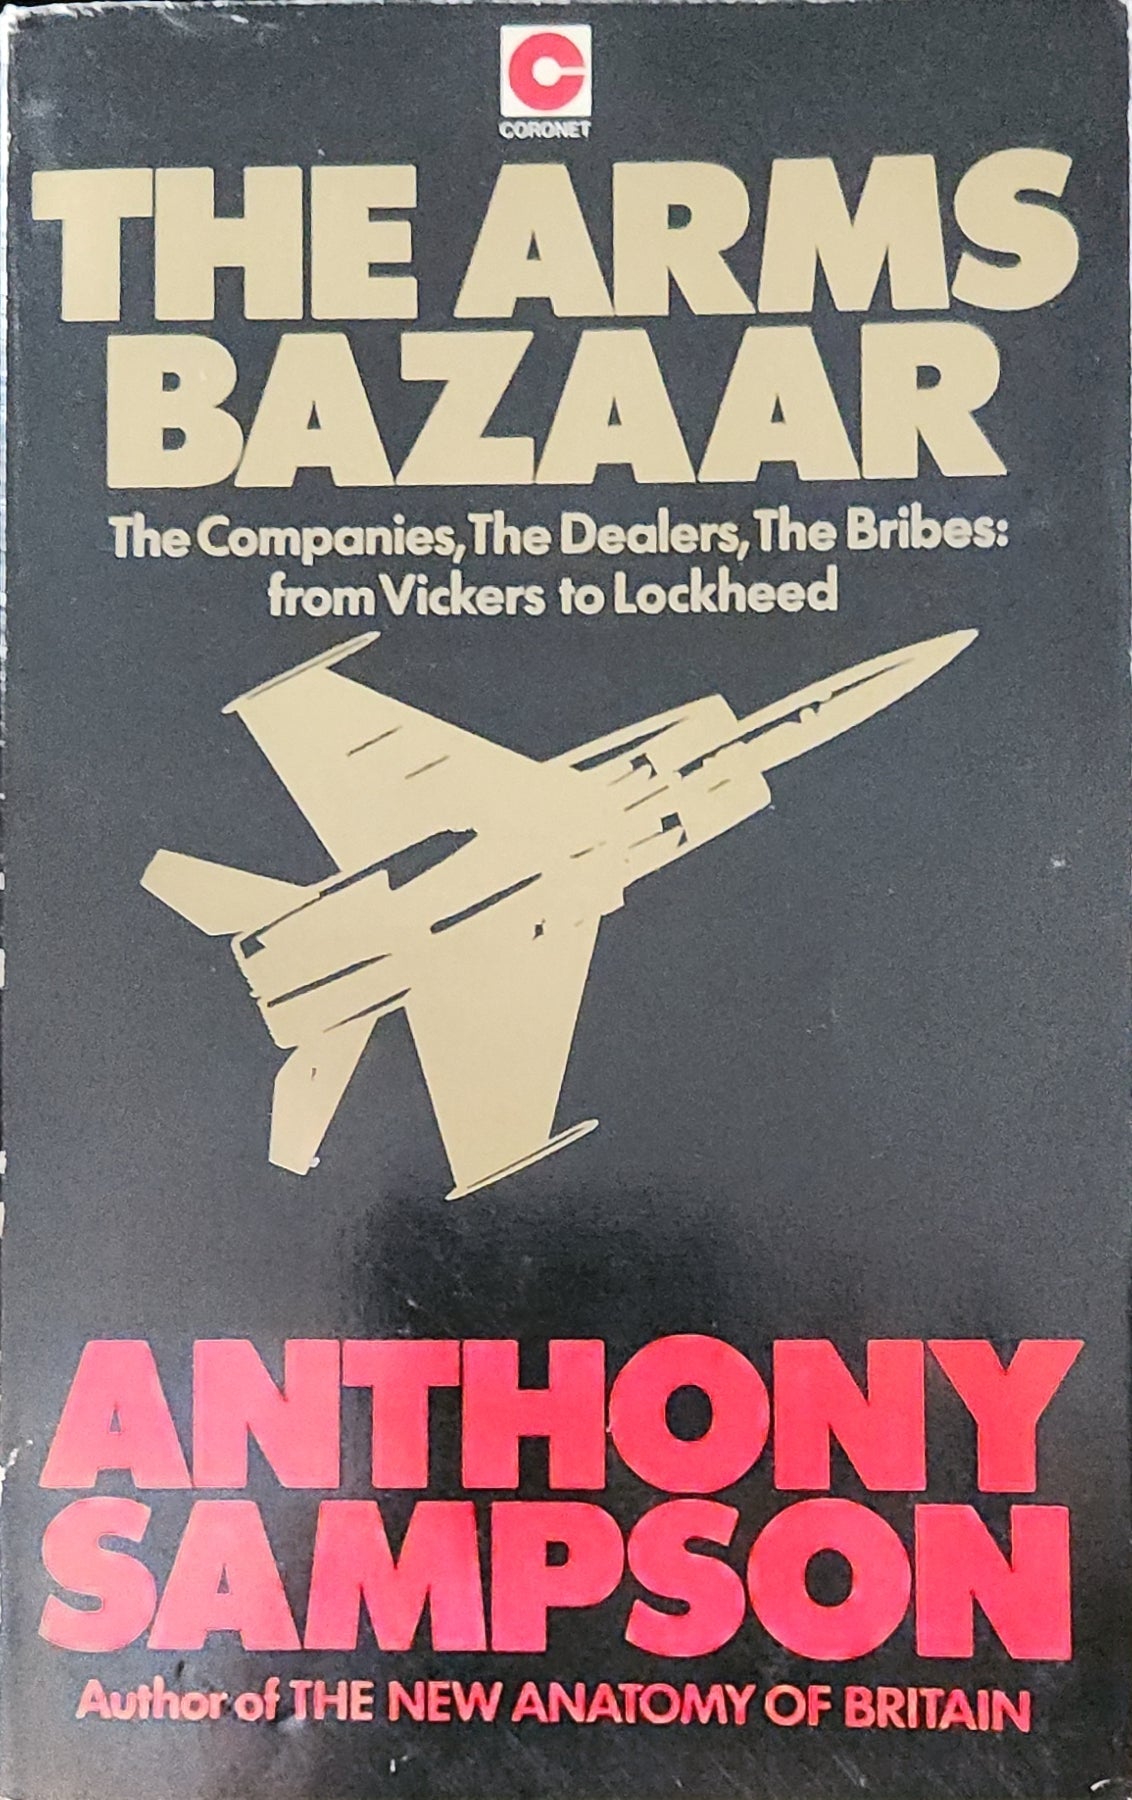 CORONET
THE ARMS
BAZAAR
The Companies, The Dealers, The Bribes:
from Vickers to Lockheed
ANTHONY
SAMPSON
Author of THE NEW ANATOMY OF BRITAIN